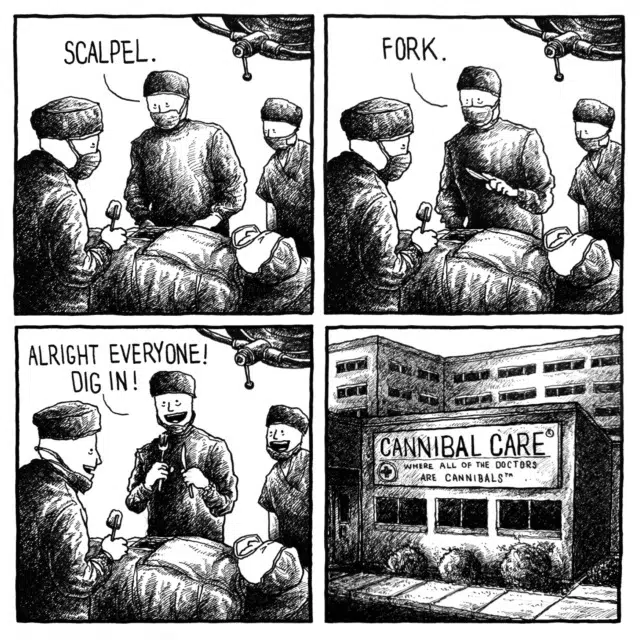 SCALPEL.
FORK.
ALRIGHT EVERYONE!
DIG IN!
CANNIBAL CARE®
WHERE ALL OF THE DOCTORS
ARE CANNIBALS™